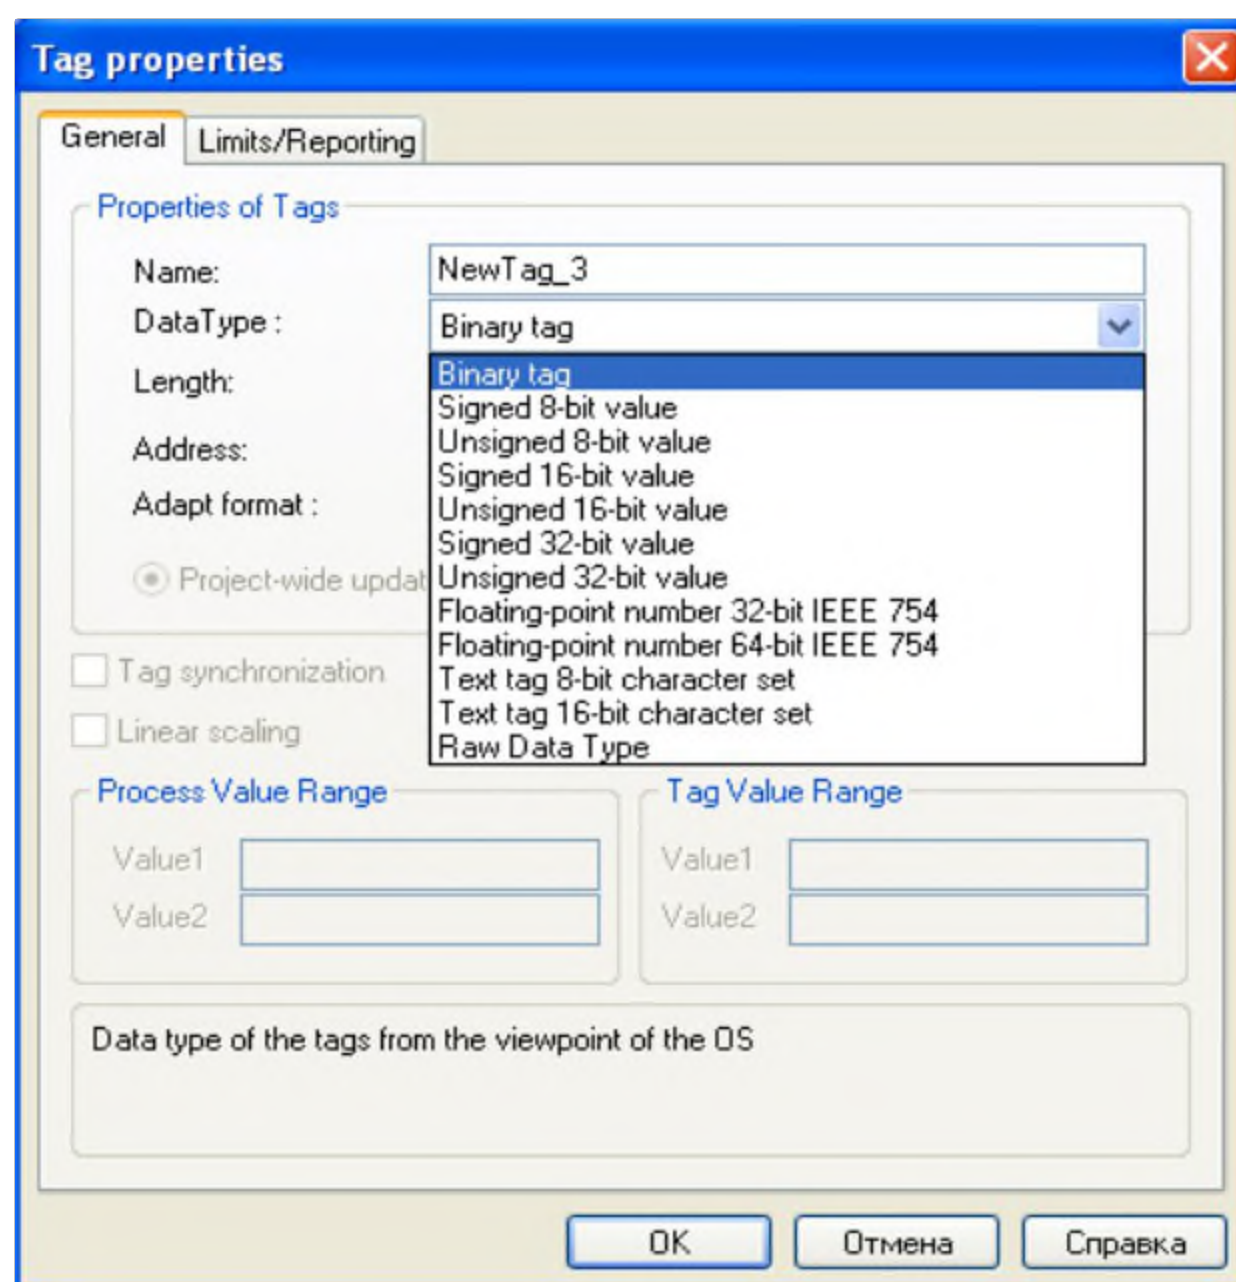 Tag properties
General
Limits/Reporting
Properties of Tags
Name:
NewTag_3
DataType :
Binary tag
Length:
Address:
Adapt format :
Binary tag
Signed 8-bit value
Unsigned 8-bit value
Signed 16-bit value
Unsigned 16-bit value
Signed 32-bit value
Unsigned 32-bit value
Floating-point number 32-bit IEEE 754
Floating-point number 64-bit IEEE 754
Text tag 8-bit character set
Text tag 16-bit character set
Raw Data Type
Project-wide updat
Tag synchronization
Linear scaling
Process Value Range
Value1
Value2
Tag Value Range
Value1
Value2
Data type of the tags from the viewpoint of the OS
OK
Отмена
Справка